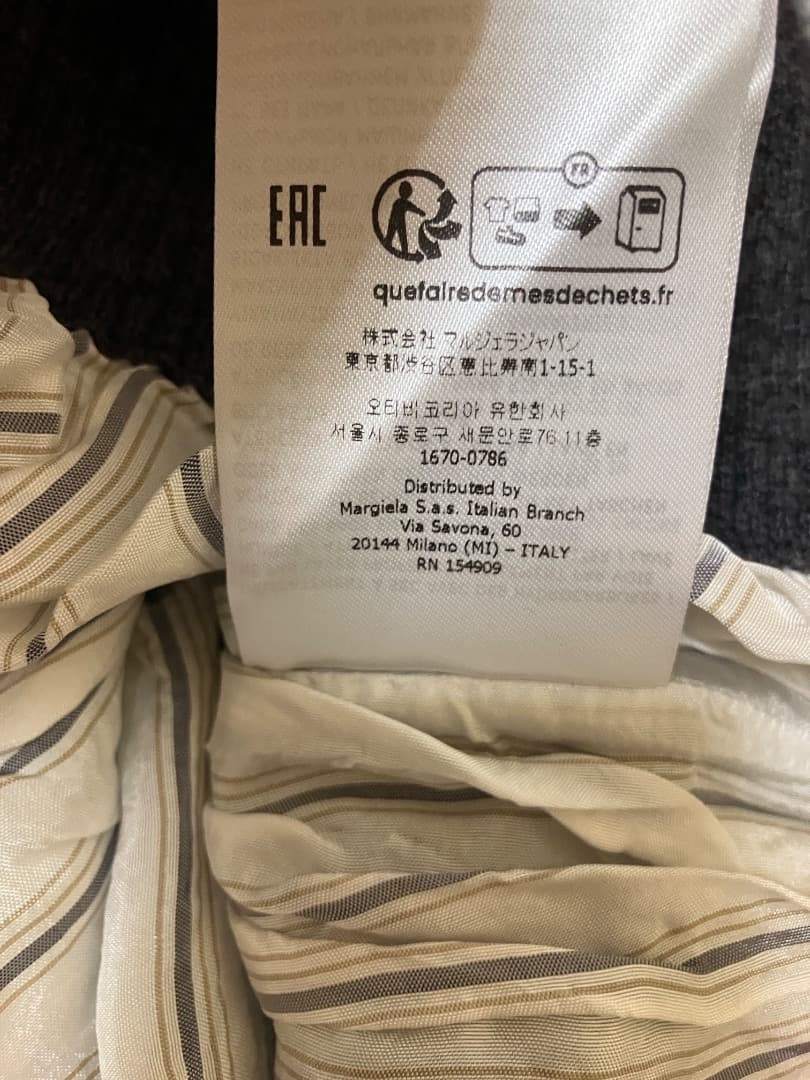 EAC
FR
quefairedemesdechets.fr
株式会社 マルジェラジャパン
東京都渋谷区恵比寿南1-15-1
오티비코리아 유한회사
서울시 종로구 새문안로76 11층
1670-0786
Distributed by
Margiela S.a.s. Italian Branch
Via Savona, 60
20144 Milano (MI) – ITALY
RN 154909